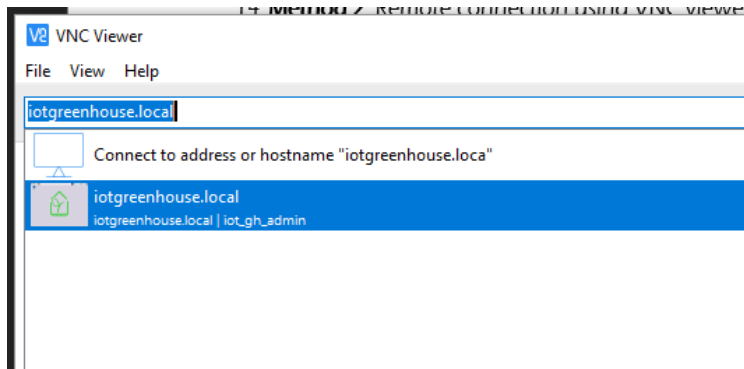 14 Method 2 Remote connection using VNC Viewe
VNC Viewer
File View Help
iotgreenhouse.local
Connect to address or hostname "iotgreenhouse.loca"
iotgreenhouse.local
iotgreenhouse.local | iot_gh_admin